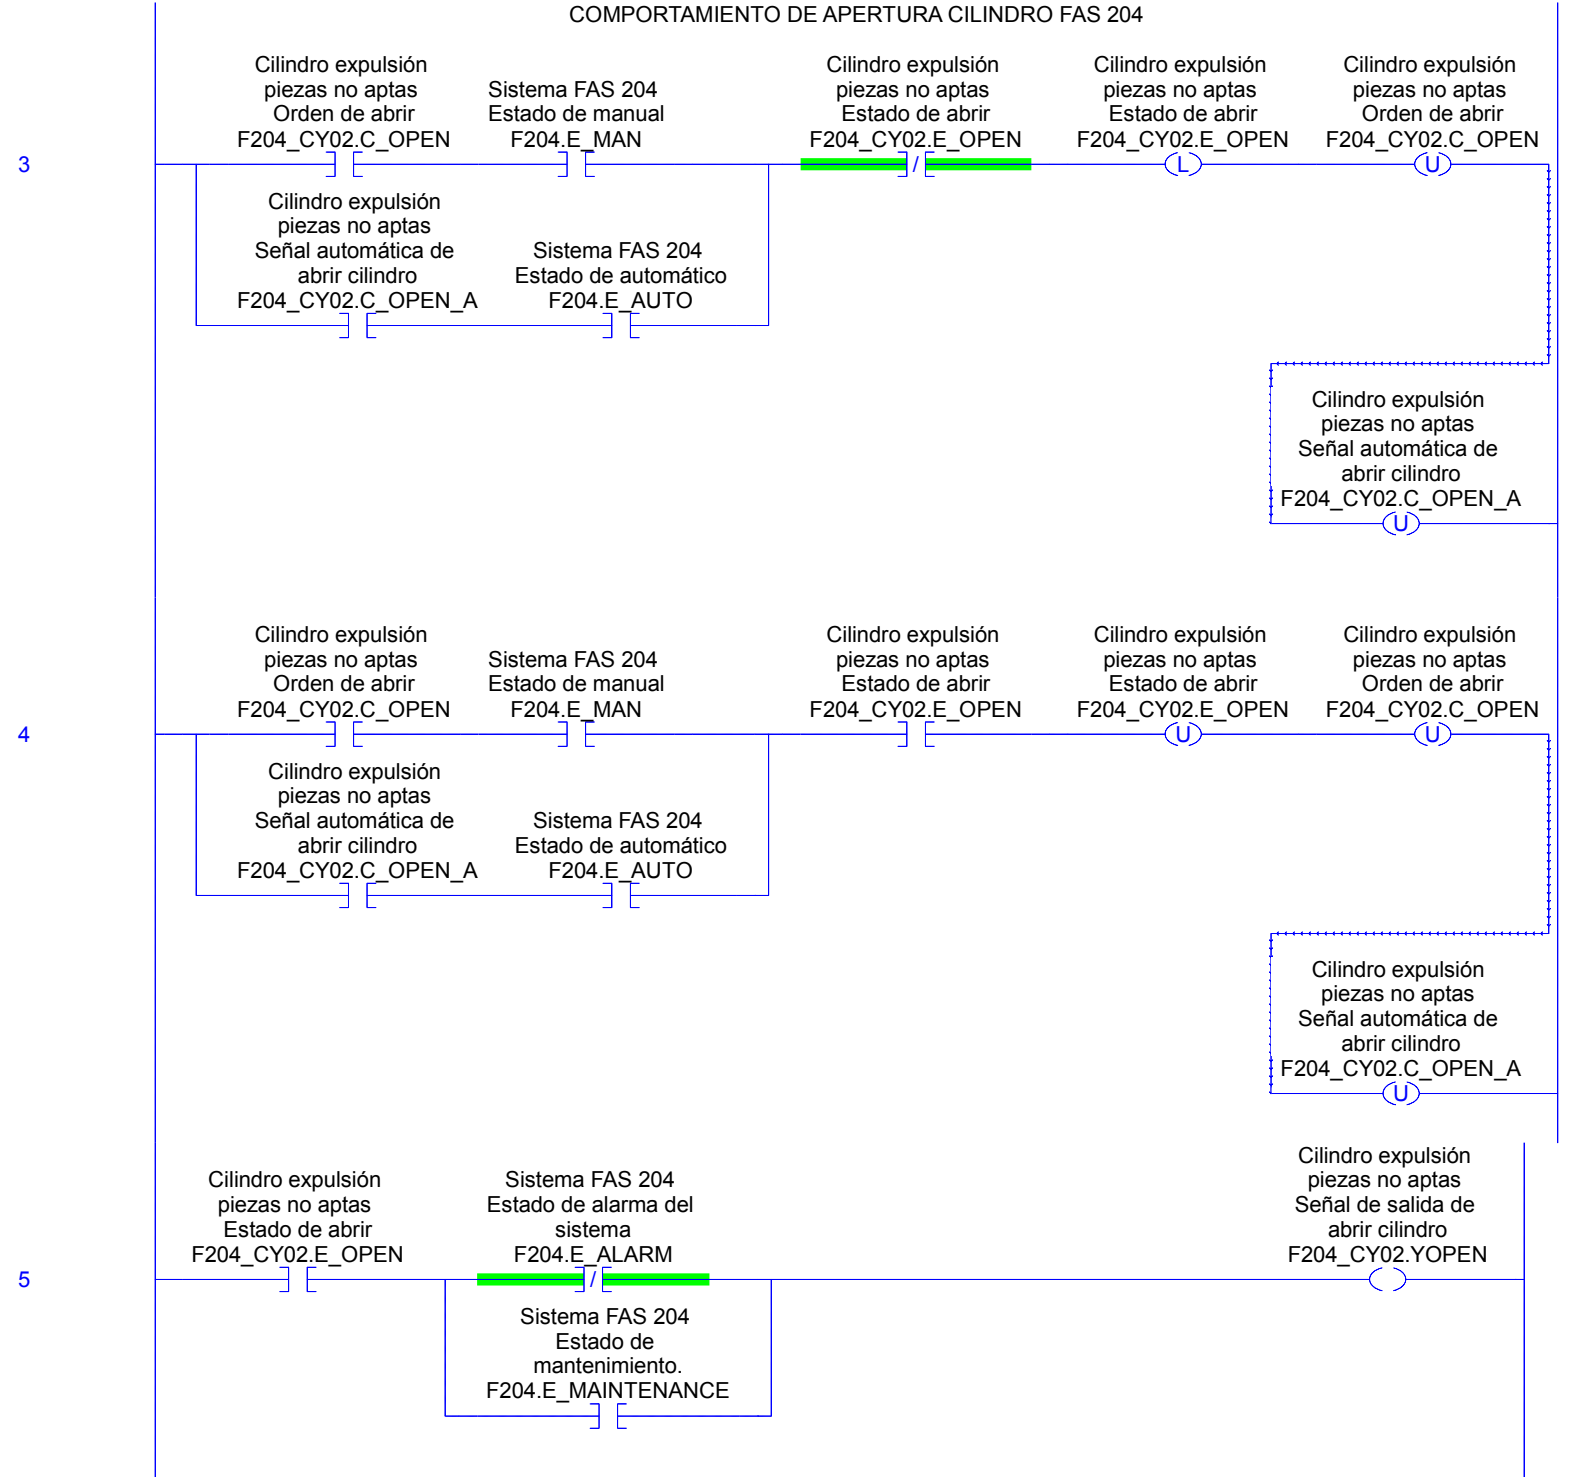 COMPORTAMIENTO DE APERTURA CILINDRO FAS 204
Cilindro expulsión
piezas no aptas
Orden de abrir
F204_CY02.C_OPEN
Sistema FAS 204
Estado de manual
F204.E_MAN
Cilindro expulsión
piezas no aptas
Estado de abrir
F204_CY02.E_OPEN
/
Cilindro expulsión
piezas no aptas
Estado de abrir
F204_CY02.E_OPEN
L
Cilindro expulsión
piezas no aptas
Orden de abrir
F204_CY02.C_OPEN
U
3
Cilindro expulsión
piezas no aptas
Señal automática de
abrir cilindro
F204_CY02.C_OPEN_A
Sistema FAS 204
Estado de automático
F204.E_AUTO
Cilindro expulsión
piezas no aptas
Señal automática de
abrir cilindro
F204_CY02.C_OPEN_A
U
Cilindro expulsión
piezas no aptas
Orden de abrir
F204_CY02.C_OPEN
Sistema FAS 204
Estado de manual
F204.E_MAN
Cilindro expulsión
piezas no aptas
Estado de abrir
F204_CY02.E_OPEN
Cilindro expulsión
piezas no aptas
Estado de abrir
F204_CY02.E_OPEN
U
Cilindro expulsión
piezas no aptas
Orden de abrir
F204_CY02.C_OPEN
U
4
Cilindro expulsión
piezas no aptas
Señal automática de
abrir cilindro
F204_CY02.C_OPEN_A
Sistema FAS 204
Estado de automático
F204.E_AUTO
Cilindro expulsión
piezas no aptas
Señal automática de
abrir cilindro
F204_CY02.C_OPEN_A
U
Cilindro expulsión
piezas no aptas
Estado de abrir
F204_CY02.E_OPEN
Sistema FAS 204
Estado de alarma del
sistema
F204.E_ALARM
/
Cilindro expulsión
piezas no aptas
Señal de salida de
abrir cilindro
F204_CY02.YOPEN
5
Sistema FAS 204
Estado de
mantenimiento.
F204.E_MAINTENANCE